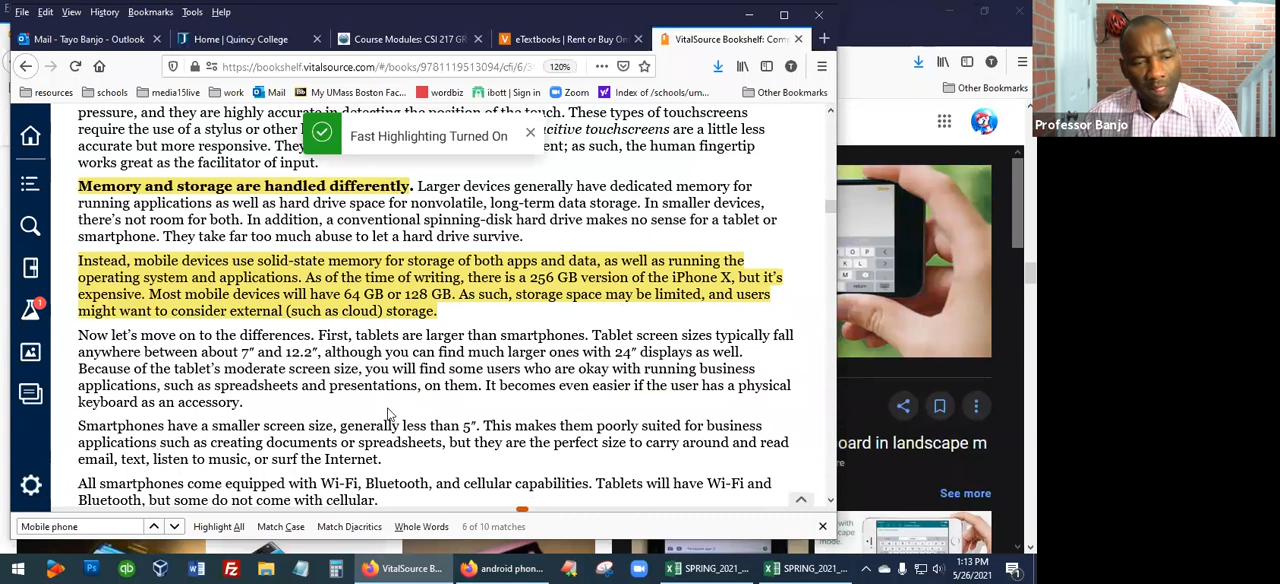 File Edit View History Bookmarks Tools Help
Mail - Tayo Banjo - Outlook
Home | Quincy College
Course Modules: CSI 217 GR
eTextbooks | Rent or Buy On
VitalSource Bookshelf: Com
https://bookshelf.vitalsource.com/#/books/9781119513094/cfi/6/3
120%
resources schools media15live work Mail My UMass Boston Fac... wordbiz ibott | Sign in Zoom Index of /schools/um... Other Bookmarks
Other Bookmarks
pressure, and they are highly accurate in detecting the position of the touch. These types of touchscreens
require the use of a stylus or other
acitive touchscreens are a little less
accurate but more responsive. They
ent; as such, the human fingertip
works great as the facilitator of input.
Fast Highlighting Turned On
Memory and storage are handled differently. Larger devices generally have dedicated memory for
running applications as well as hard drive space for nonvolatile, long-term data storage. In smaller devices,
there's not room for both. In addition, a conventional spinning-disk hard drive makes no sense for a tablet or
smartphone. They take far too much abuse to let a hard drive survive.
Instead, mobile devices use solid-state memory for storage of both apps and data, as well as running the
operating system and applications. As of the time of writing, there is a 256 GB version of the iPhone X, but it's
expensive. Most mobile devices will have 64 GB or 128 GB. As such, storage space may be limited, and users
might want to consider external (such as cloud) storage.
Now let's move on to the differences. First, tablets are larger than smartphones. Tablet screen sizes typically fall
anywhere between about 7″ and 12.2″, although you can find much larger ones with 24″ displays as well.
Because of the tablet's moderate screen size, you will find some users who are okay with running business
applications, such as spreadsheets and presentations, on them. It becomes even easier if the user has a physical
keyboard as an accessory.
Smartphones have a smaller screen size, generally less than 5″. This makes them poorly suited for business
applications such as creating documents or spreadsheets, but they are the perfect size to carry around and read
email, text, listen to music, or surf the Internet.
All smartphones come equipped with Wi-Fi, Bluetooth, and cellular capabilities. Tablets will have Wi-Fi and
Bluetooth, but some do not come with cellular.
Mobile phone Highlight All Match Case Match Diacritics Whole Words 6 of 10 matches
Professor Banjo
oard in landscape m
re
See more
with
mode.
VitalSource B...
android phon...
SPRING_2021_...
SPRING_2021_...
1:13 PM
5/26/2021
1